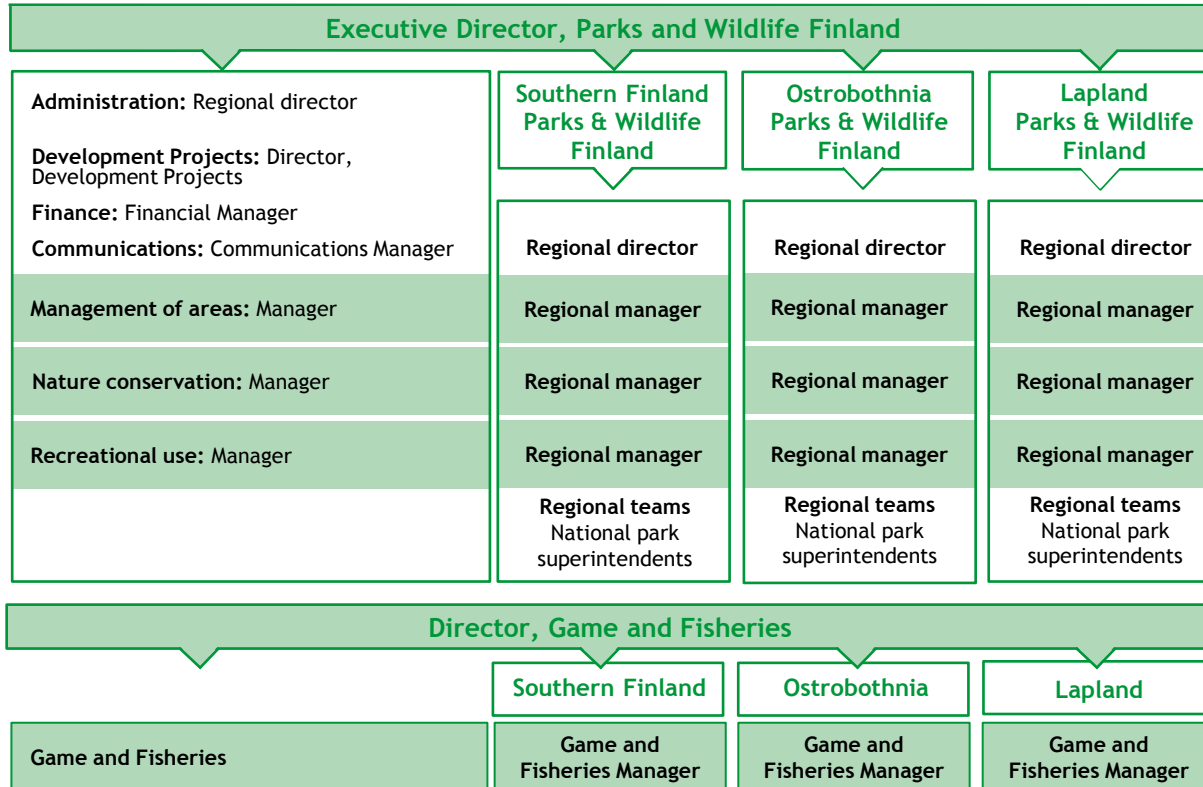 Executive Director, Parks and Wildlife Finland
Administration: Regional director
Development Projects: Director,
Development Projects
Finance: Financial Manager
Communications: Communications Manager
Management of areas: Manager
Nature conservation: Manager
Recreational use: Manager
Southern Finland
Parks & Wildlife
Finland
Regional director
Regional manager
Regional manager
Regional manager
Regional teams
National park
superintendents
Ostrobothnia
Parks & Wildlife
Finland
Regional director
Regional manager
Regional manager
Regional manager
Regional teams
National park
superintendents
Lapland
Parks & Wildlife
Finland
Regional director
Regional manager
Regional manager
Regional manager
Regional teams
National park
superintendents
Director, Game and Fisheries
Southern Finland
Ostrobothnia
Lapland
Game and Fisheries
Game and
Fisheries Manager
Game and
Fisheries Manager
Game and
Fisheries Manager